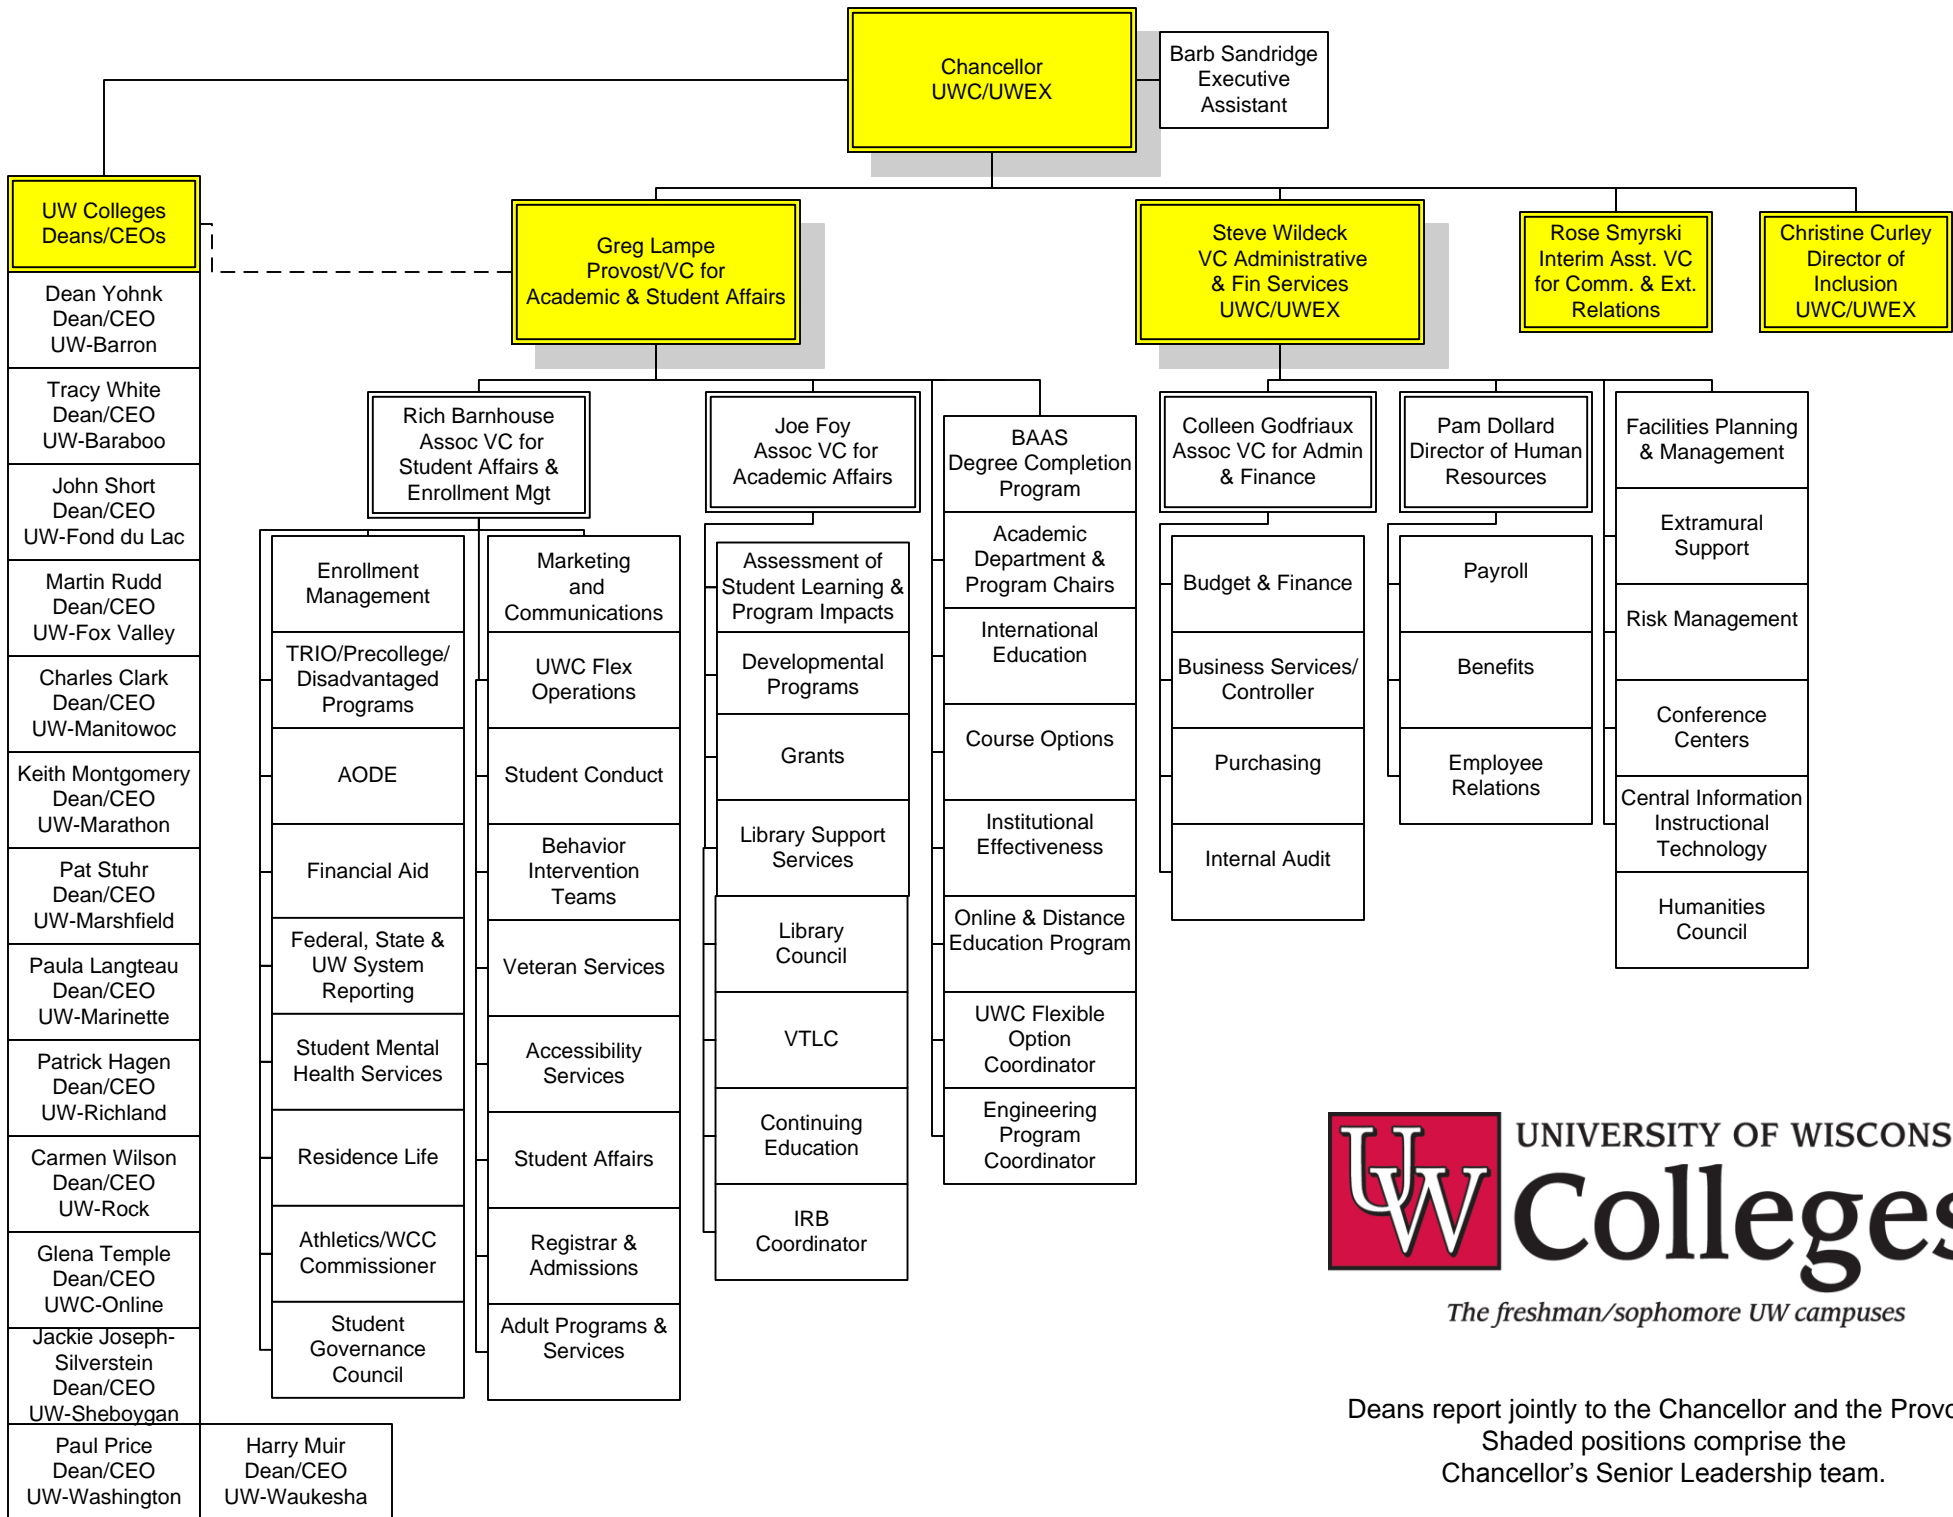 Chancellor
UWC/UWEX
Barb Sandridge
Executive
Assistant
UW Colleges
Deans/CEOs
Greg Lampe
Provost/VC for
Academic & Student Affairs
Steve Wildeck
VC Administrative
& Fin Services
UWC/UWEX
Rose Smyrski
Interim Asst. VC
for Comm. & Ext.
Relations
Christine Curley
Director of
Inclusion
UWC/UWEX
Dean Yohnk
Dean/CEO
UW-Barron
Tracy White
Dean/CEO
UW-Baraboo
John Short
Dean/CEO
UW-Fond du Lac
Martin Rudd
Dean/CEO
UW-Fox Valley
Charles Clark
Dean/CEO
UW-Manitowoc
Keith Montgomery
Dean/CEO
UW-Marathon
Pat Stuhr
Dean/CEO
UW-Marshfield
Paula Langteau
Dean/CEO
UW-Marinette
Patrick Hagen
Dean/CEO
UW-Richland
Carmen Wilson
Dean/CEO
UW-Rock
Glena Temple
Dean/CEO
UWC-Online
Jackie Joseph-
Silverstein
Dean/CEO
UW-Sheboygan
Paul Price
Dean/CEO
UW-Washington
Harry Muir
Dean/CEO
UW-Waukesha
Rich Barnhouse
Assoc VC for
Student Affairs &
Enrollment Mgt
Enrollment
Management
TRIO/Precollege/
Disadvantaged
Programs
AODE
Financial Aid
Federal, State &
UW System
Reporting
Student Mental
Health Services
Residence Life
Athletics/WCC
Commissioner
Student
Governance
Council
Marketing
and
Communications
UWC Flex
Operations
Student Conduct
Behavior
Intervention
Teams
Veteran Services
Accessibility
Services
Student Affairs
Registrar &
Admissions
Adult Programs &
Services
Joe Foy
Assoc VC for
Academic Affairs
Assessment of
Student Learning &
Program Impacts
Developmental
Programs
Grants
Library Support
Services
Library
Council
VTLC
Continuing
Education
IRB
Coordinator
BAAS
Degree Completion
Program
Academic
Department &
Program Chairs
International
Education
Course Options
Institutional
Effectiveness
Online & Distance
Education Program
UWC Flexible
Option
Coordinator
Engineering
Program
Coordinator
Colleen Godfriaux
Assoc VC for Admin
& Finance
Budget & Finance
Business Services/
Controller
Purchasing
Internal Audit
Pam Dollard
Director of Human
Resources
Payroll
Benefits
Employee
Relations
Facilities Planning
& Management
Extramural
Support
Risk Management
Conference
Centers
Central Information
Instructional
Technology
Humanities
Council
UW
UNIVERSITY OF WISCONS
Colleges
The freshman/sophomore UW campuses
Deans report jointly to the Chancellor and the Provo
Shaded positions comprise the
Chancellor's Senior Leadership team.